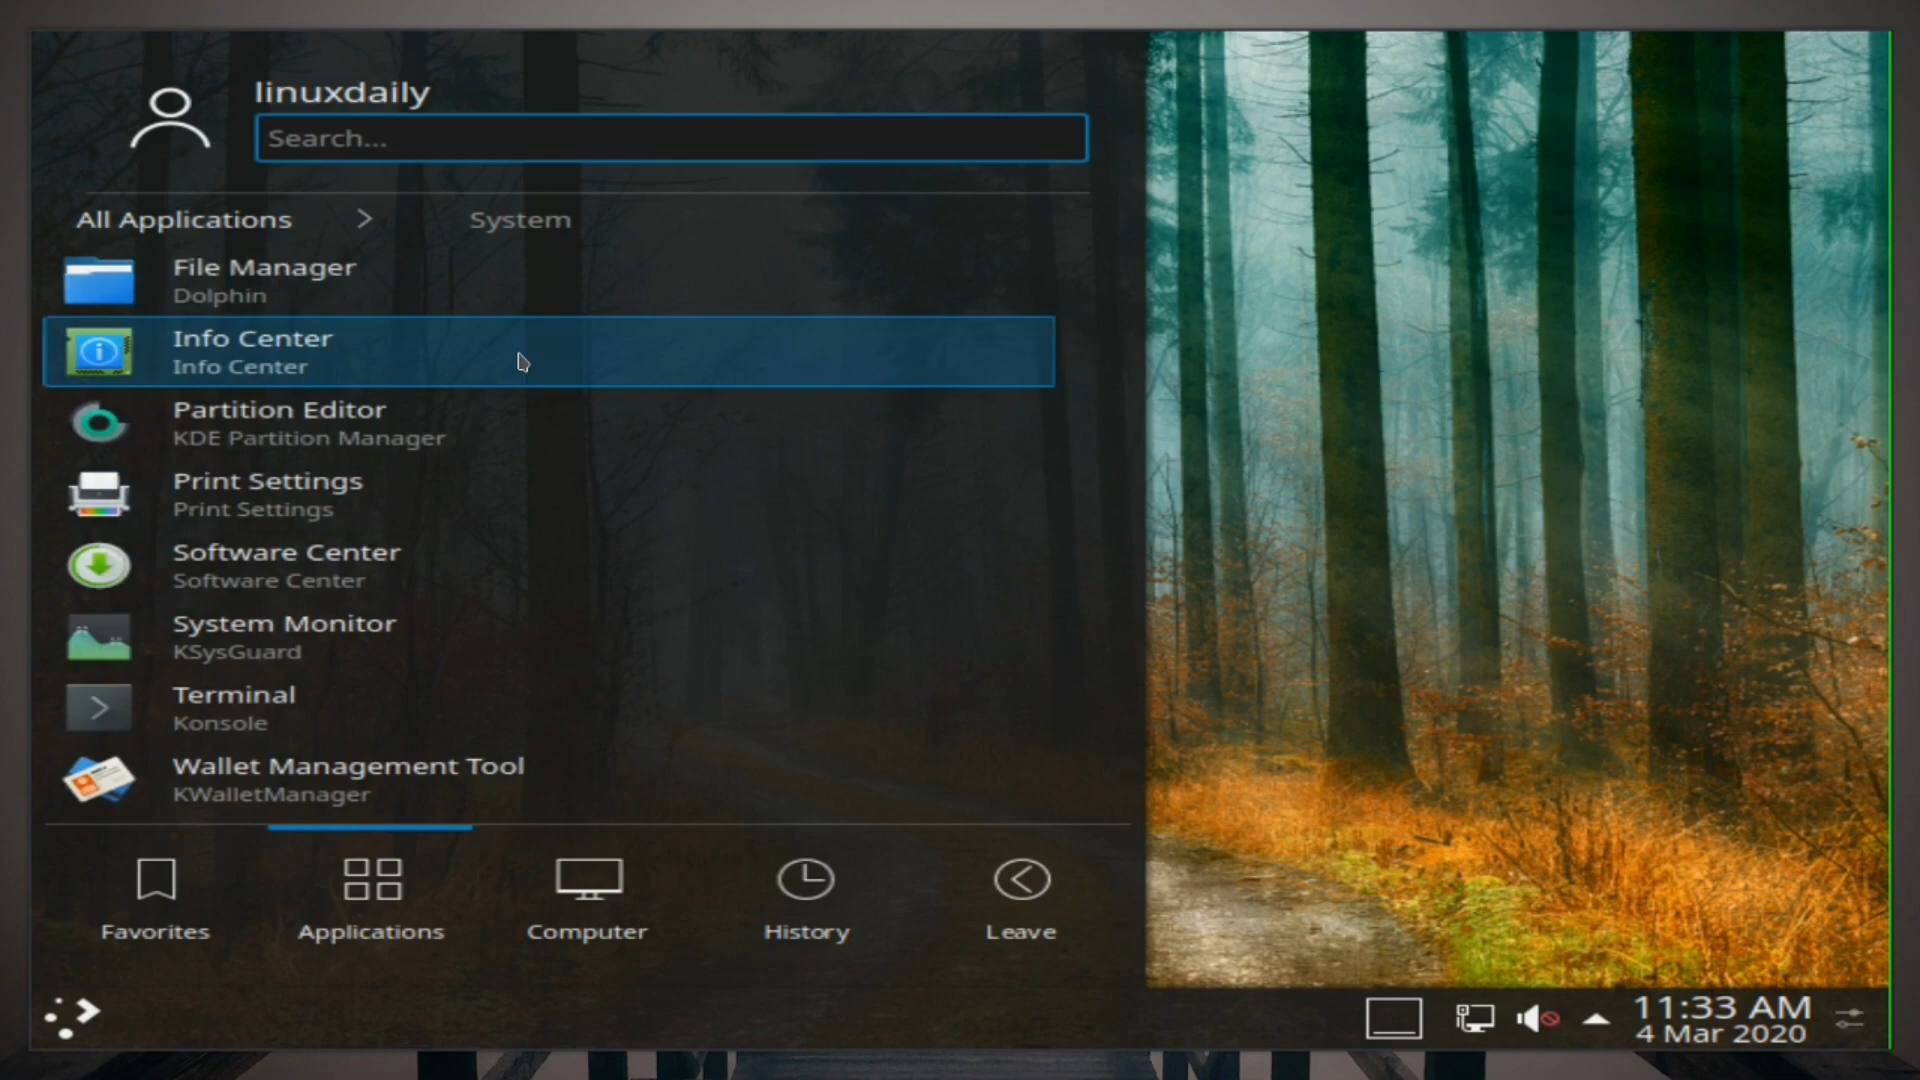 linuxdaily
Search...
All Applications > System
File Manager
Dolphin
Info Center
Info Center
Partition Editor
KDE Partition Manager
Print Settings
Print Settings
Software Center
Software Center
System Monitor
KSysGuard
Terminal
Konsole
Wallet Management Tool
KWalletManager
Favorites Applications Computer History Leave
11:33 AM
4 Mar 2020